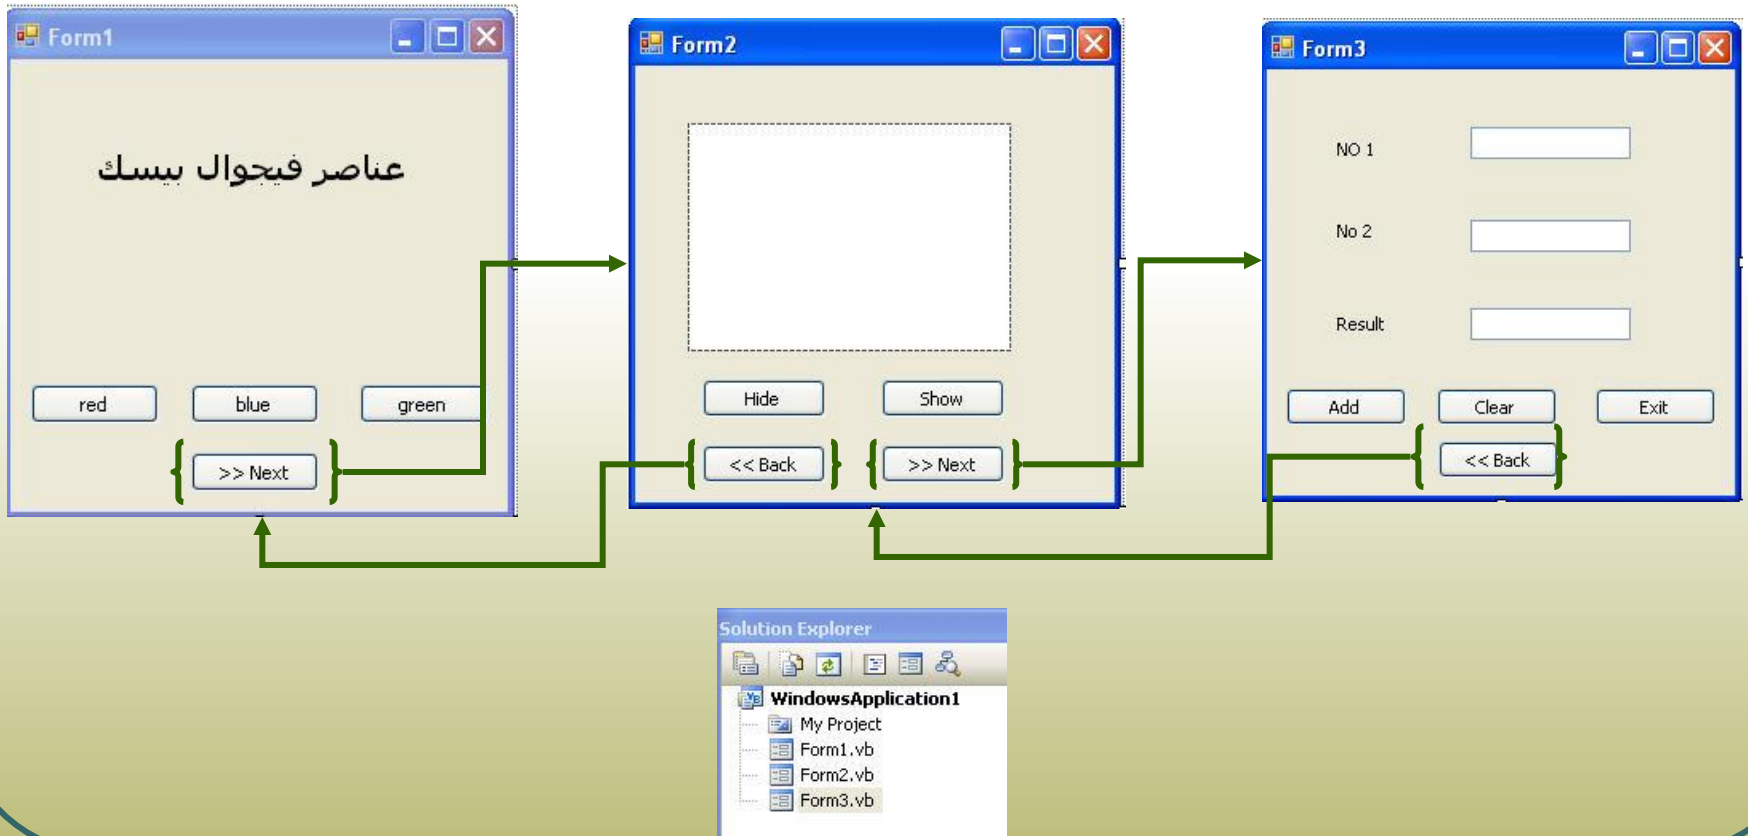 Form1
عناصر فيجوال بيسك
red
blue
green
>> Next
Form2
Hide
Show
<< Back
>> Next
Form3
NO 1
No 2
Result
Add
Clear
Exit
<< Back
Solution Explorer
WindowsApplication1
My Project
Form1.vb
Form2.vb
Form3.vb